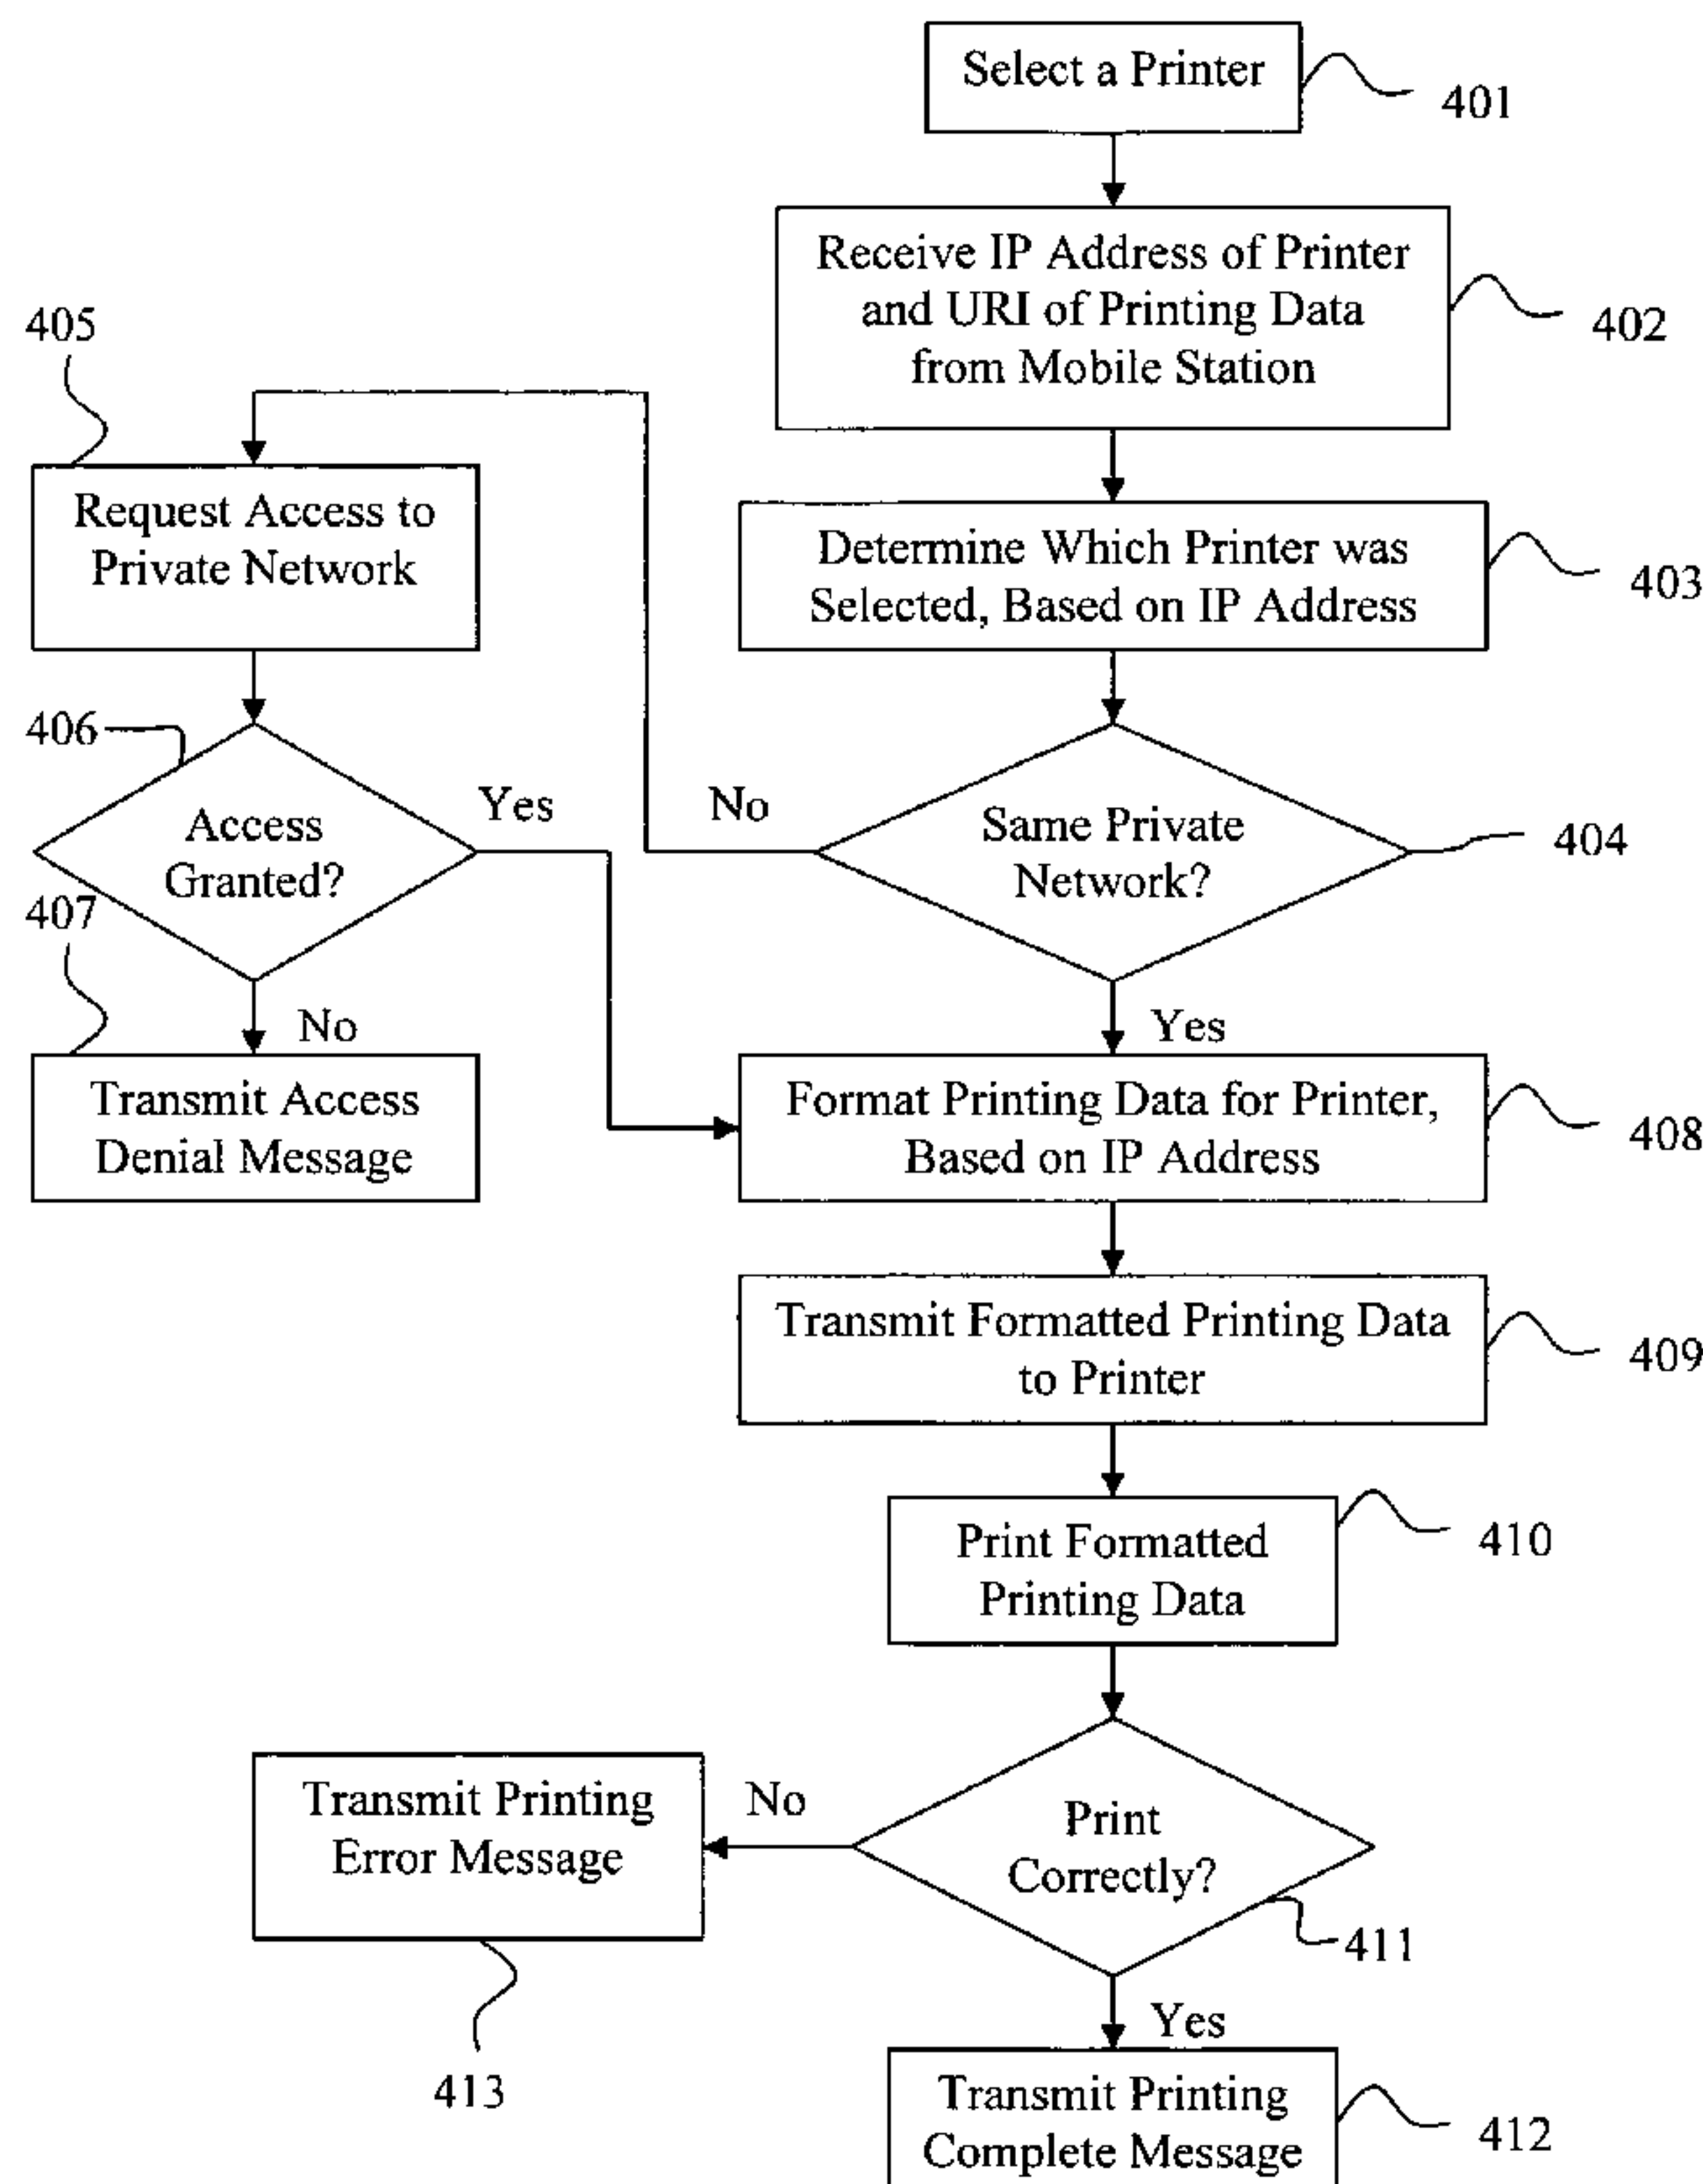 Select a Printer
401
Receive IP Address of Printer
and URI of Printing Data
from Mobile Station
402
405
Request Access to
Private Network
Determine Which Printer was
Selected, Based on IP Address
403
406
Access
Granted?
Yes
No
Same Private
Network?
404
407
No
Yes
Transmit Access
Denial Message
Format Printing Data for Printer,
Based on IP Address
408
Transmit Formatted Printing Data
to Printer
409
Print Formatted
Printing Data
410
Transmit Printing
Error Message
No
Print
Correctly?
411
413
Yes
Transmit Printing
Complete Message
412